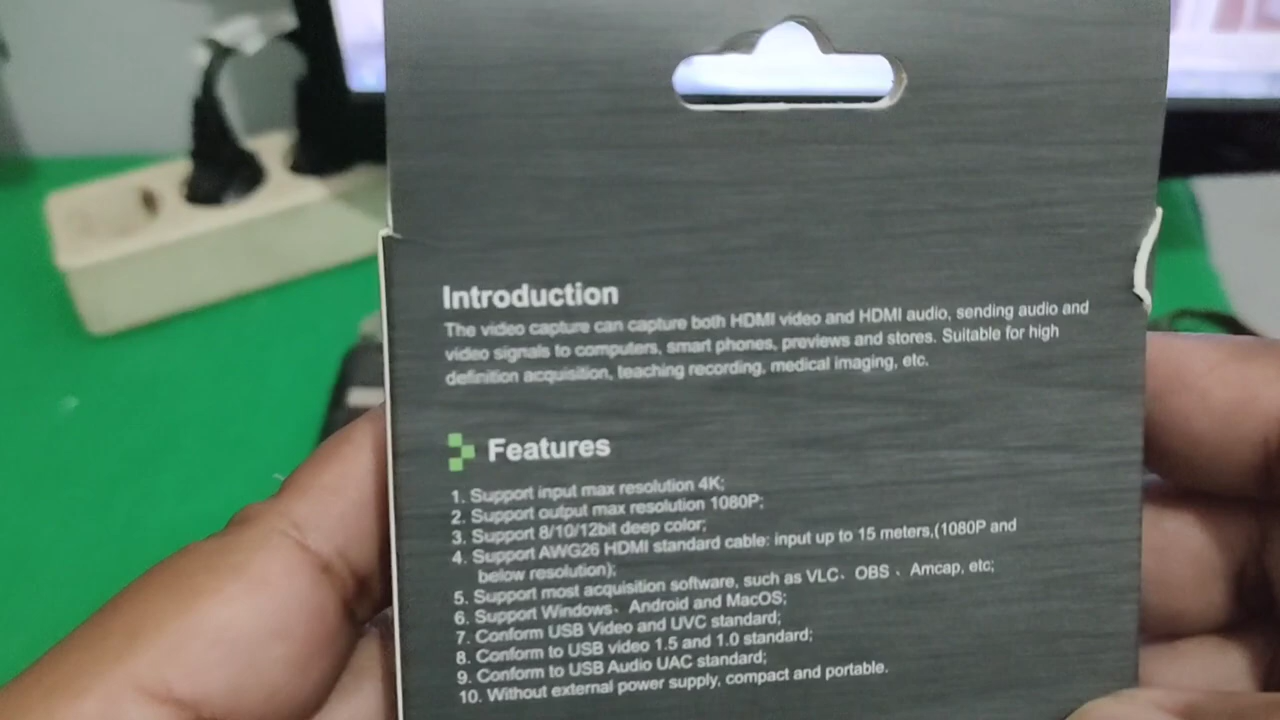 Introduction
The video capture can capture both HDMI video and HDMI audio, sending audio and
video signals to computers, smart phones, previews and stores. Suitable for high
definition acquisition, teaching recording, medical imaging, etc.
Features
1. Support input max resolution 4K;
2. Support output max resolution 1080P;
3. Support 8/10/12bit deep color;
4. Support AWG26 HDMI standard cable: input up to 15 meters,(1080P and
below resolution);
5. Support most acquisition software, such as VLC、OBS 、Amcap, etc;
6. Support Windows、Android and MacOS;
7. Conform USB Video and UVC standard;
8. Conform to USB video 1.5 and 1.0 standard;
9. Conform to USB Audio UAC standard;
10. Without external power supply, compact and portable.